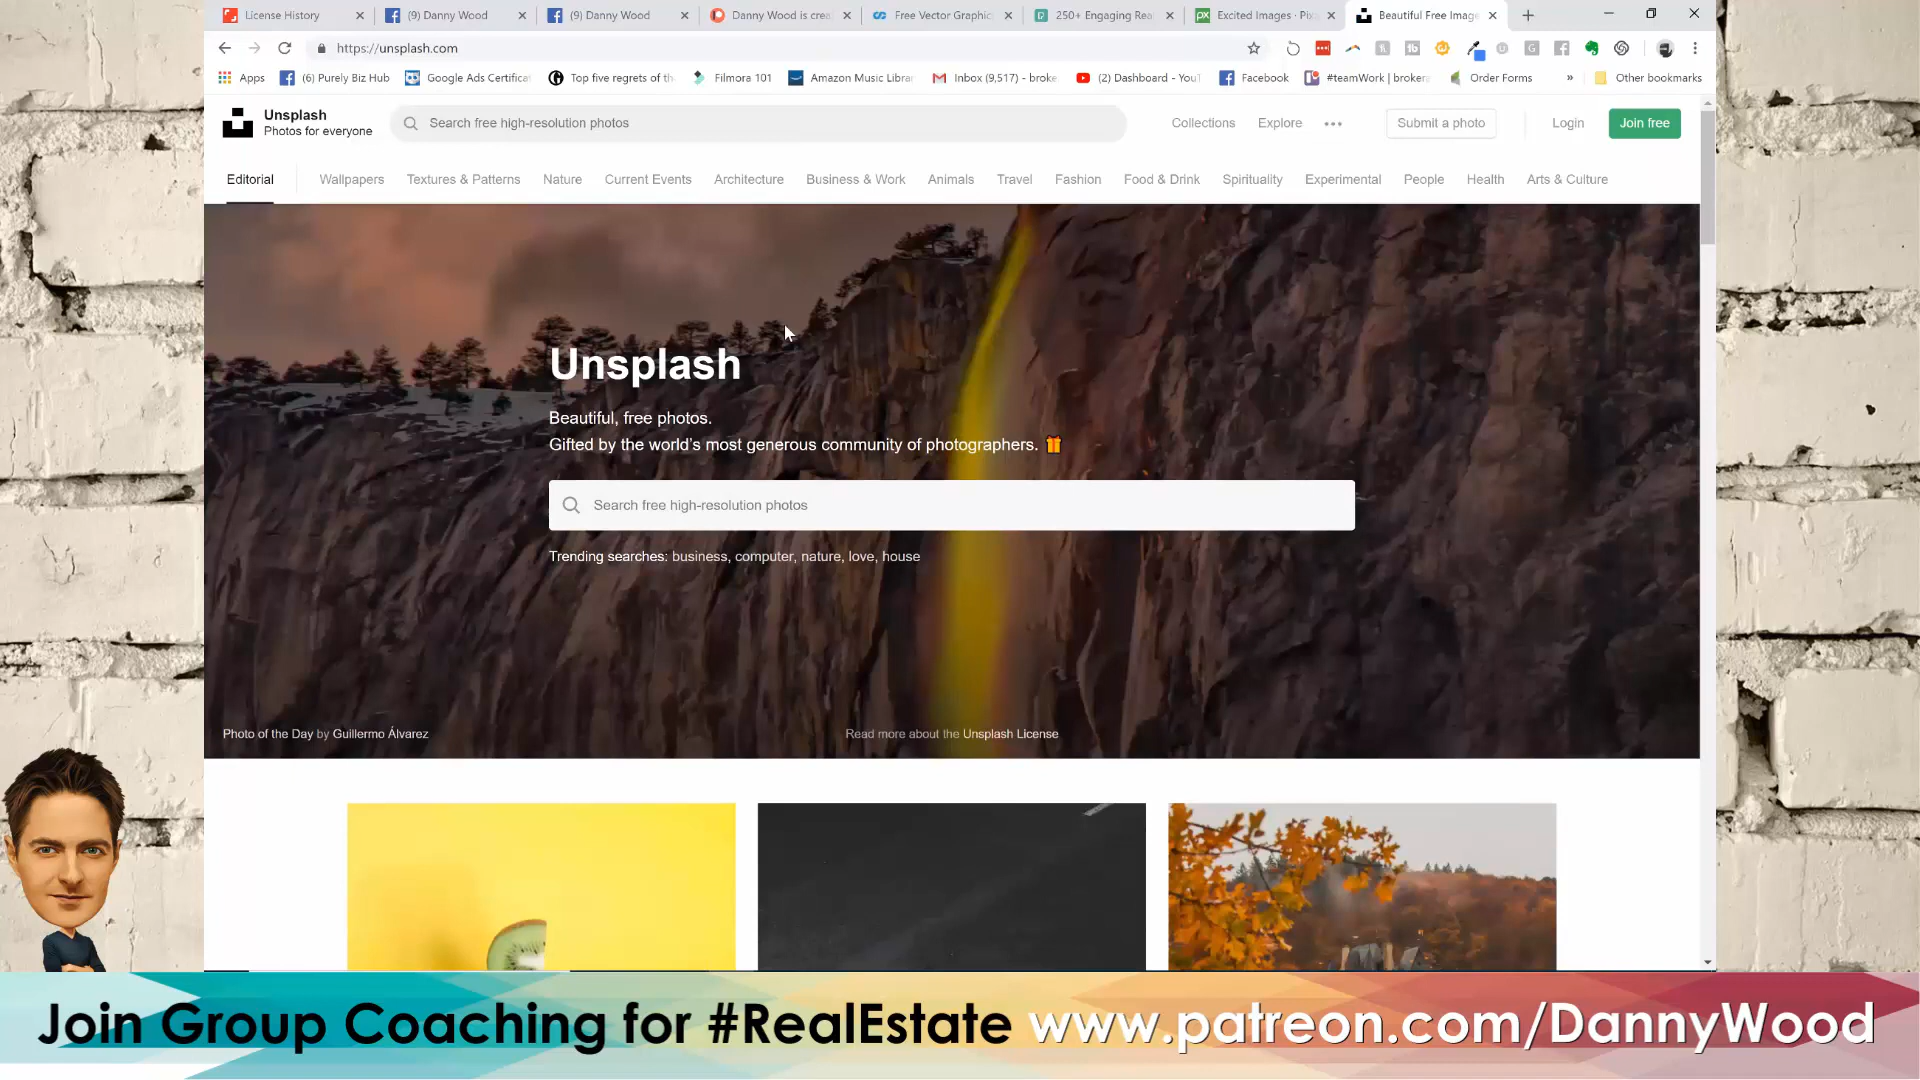 License History
(9) Danny Wood
(9) Danny Wood
Danny Wood is crea
Free Vector Graphic
250+ Engaging Rea
Excited Images · Pix
Beautiful Free Imag
https://unsplash.com
Apps
(6) Purely Biz Hub
Google Ads Certifica
Top five regrets of th
Filmora 101
Amazon Music Libra
Inbox (9,517) - broke
(2) Dashboard - You
Facebook
#teamWork | broker
Order Forms
»
Other bookmarks
Unsplash
Photos for everyone
Search free high-resolution photos
Collections
Explore
Submit a photo
Login
Join free
Editorial
Wallpapers
Textures & Patterns
Nature
Current Events
Architecture
Business & Work
Animals
Travel
Fashion
Food & Drink
Spirituality
Experimental
People
Health
Arts & Culture
Unsplash
Beautiful, free photos.
Gifted by the world's most generous community of photographers.
Search free high-resolution photos
Trending searches: business, computer, nature, love, house
Photo of the Day by Guillermo Álvarez
Read more about the Unsplash License
Join Group Coaching for #RealEstate www.patreon.com/DannyWood